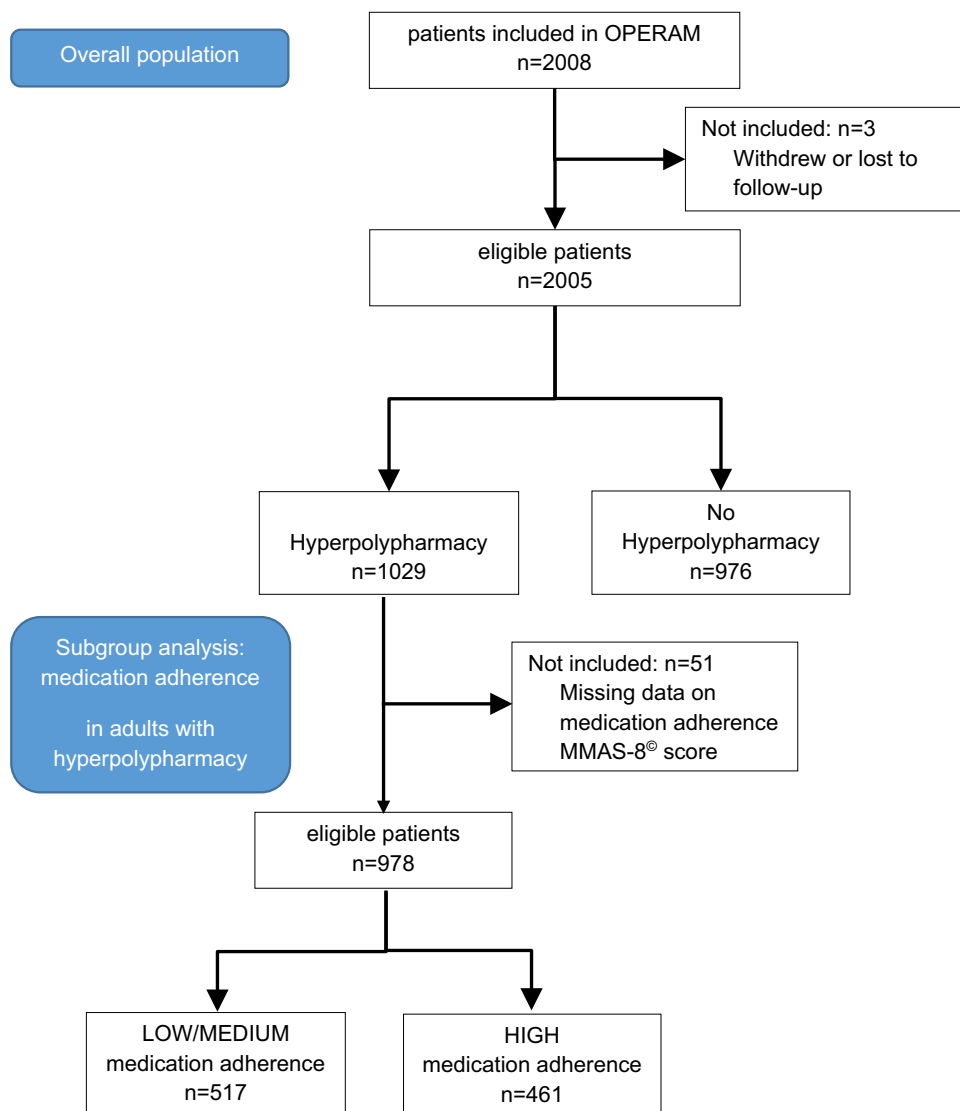 Overall population
patients included in OPERAM
n=2008
Not included: n=3
Withdrew or lost to
follow-up
eligible patients
n=2005
Hyperpolypharmacy
n=1029
No
Hyperpolypharmacy
n=976
Subgroup analysis:
medication adherence
in adults with
hyperpolypharmacy
Not included: n=51
Missing data on
medication adherence
MMAS-8© score
eligible patients
n=978
LOW/MEDIUM
medication adherence
n=517
HIGH
medication adherence
n=461